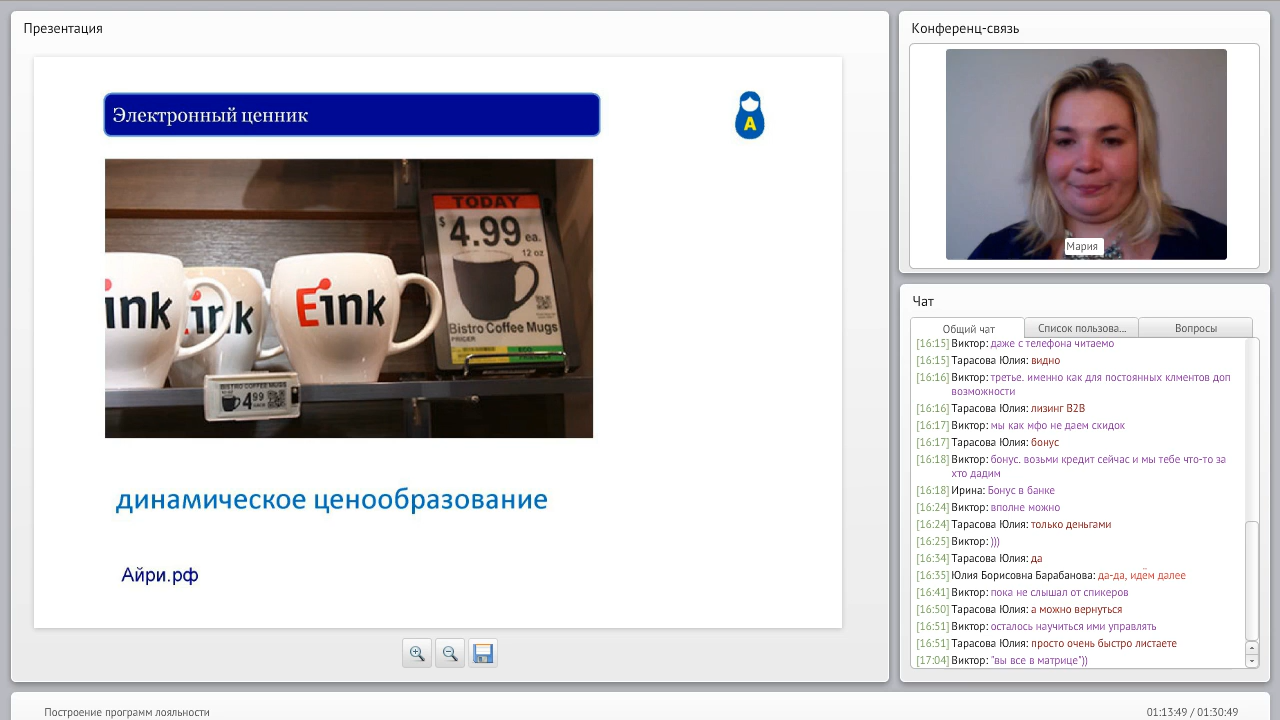 Презентация
Электронный ценник
A
TODAY
$4.99 ea.
12 oz
Eink
ink
ink
Bistro Coffee Mugs
PRICER
BISTRO COFFEE MUGS
4.99
динамическое ценообразование
Айри.рф
Конференц-связь
Мария
Чат
Общий чат
Список пользова...
Вопросы
[16:15] Виктор: даже с телефона читаемо
[16:15] Тарасова Юлия: видно
[16:16] Виктор: третье. именно как для постоянных клментов доп
возможности
[16:16] Тарасова Юлия: лизинг B2B
[16:17] Виктор: мы как мфо не даем скидок
[16:17] Тарасова Юлия: бонус
[16:18] Виктор: бонус. возьми кредит сейчас и мы тебе что-то за
хто дадим
[16:18] Ирина: Бонус в банке
[16:24] Виктор: вполне можно
[16:24] Тарасова Юлия: только деньгами
[16:25] Виктор: )))
[16:34] Тарасова Юлия: да
[16:35] Юлия Борисовна Барабанова: да-да, идём далее
[16:41] Виктор: пока не слышал от спикеров
[16:50] Тарасова Юлия: а можно вернуться
[16:51] Виктор: осталось научиться ими управлять
[16:51] Тарасова Юлия: просто очень быстро листаете
[17:04] Виктор: "вы все в матрице"))
Построение программ лояльности
01:13:49 / 01:30:49